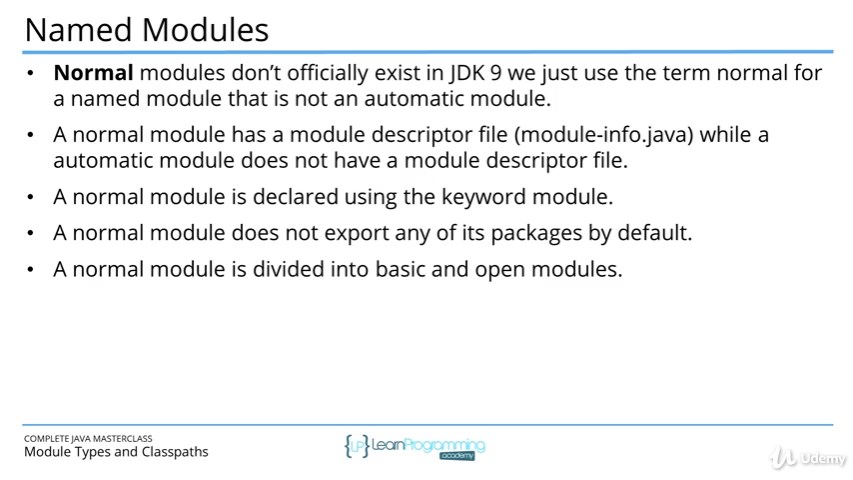 Named Modules
• Normal modules don't officially exist in JDK 9 we just use the term normal for
a named module that is not an automatic module.
• A normal module has a module descriptor file (module-info.java) while a
automatic module does not have a module descriptor file.
• A normal module is declared using the keyword module.
• A normal module does not export any of its packages by default.
• A normal module is divided into basic and open modules.
COMPLETE JAVA MASTERCLASS
Module Types and Classpaths
{LP} LearnProgramming
academy
Udemy